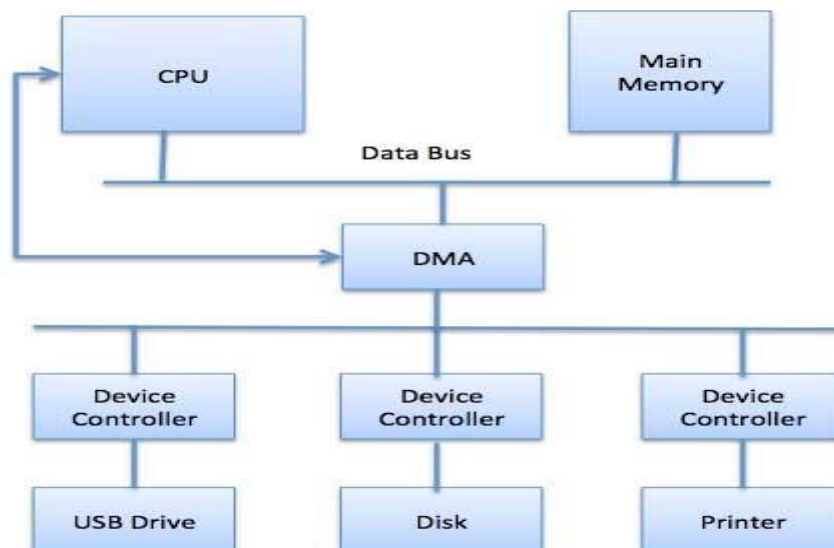 CPU
Main
Memory
Data Bus
DMA
Device
Controller
Device
Controller
Device
Controller
USB Drive
Disk
Printer